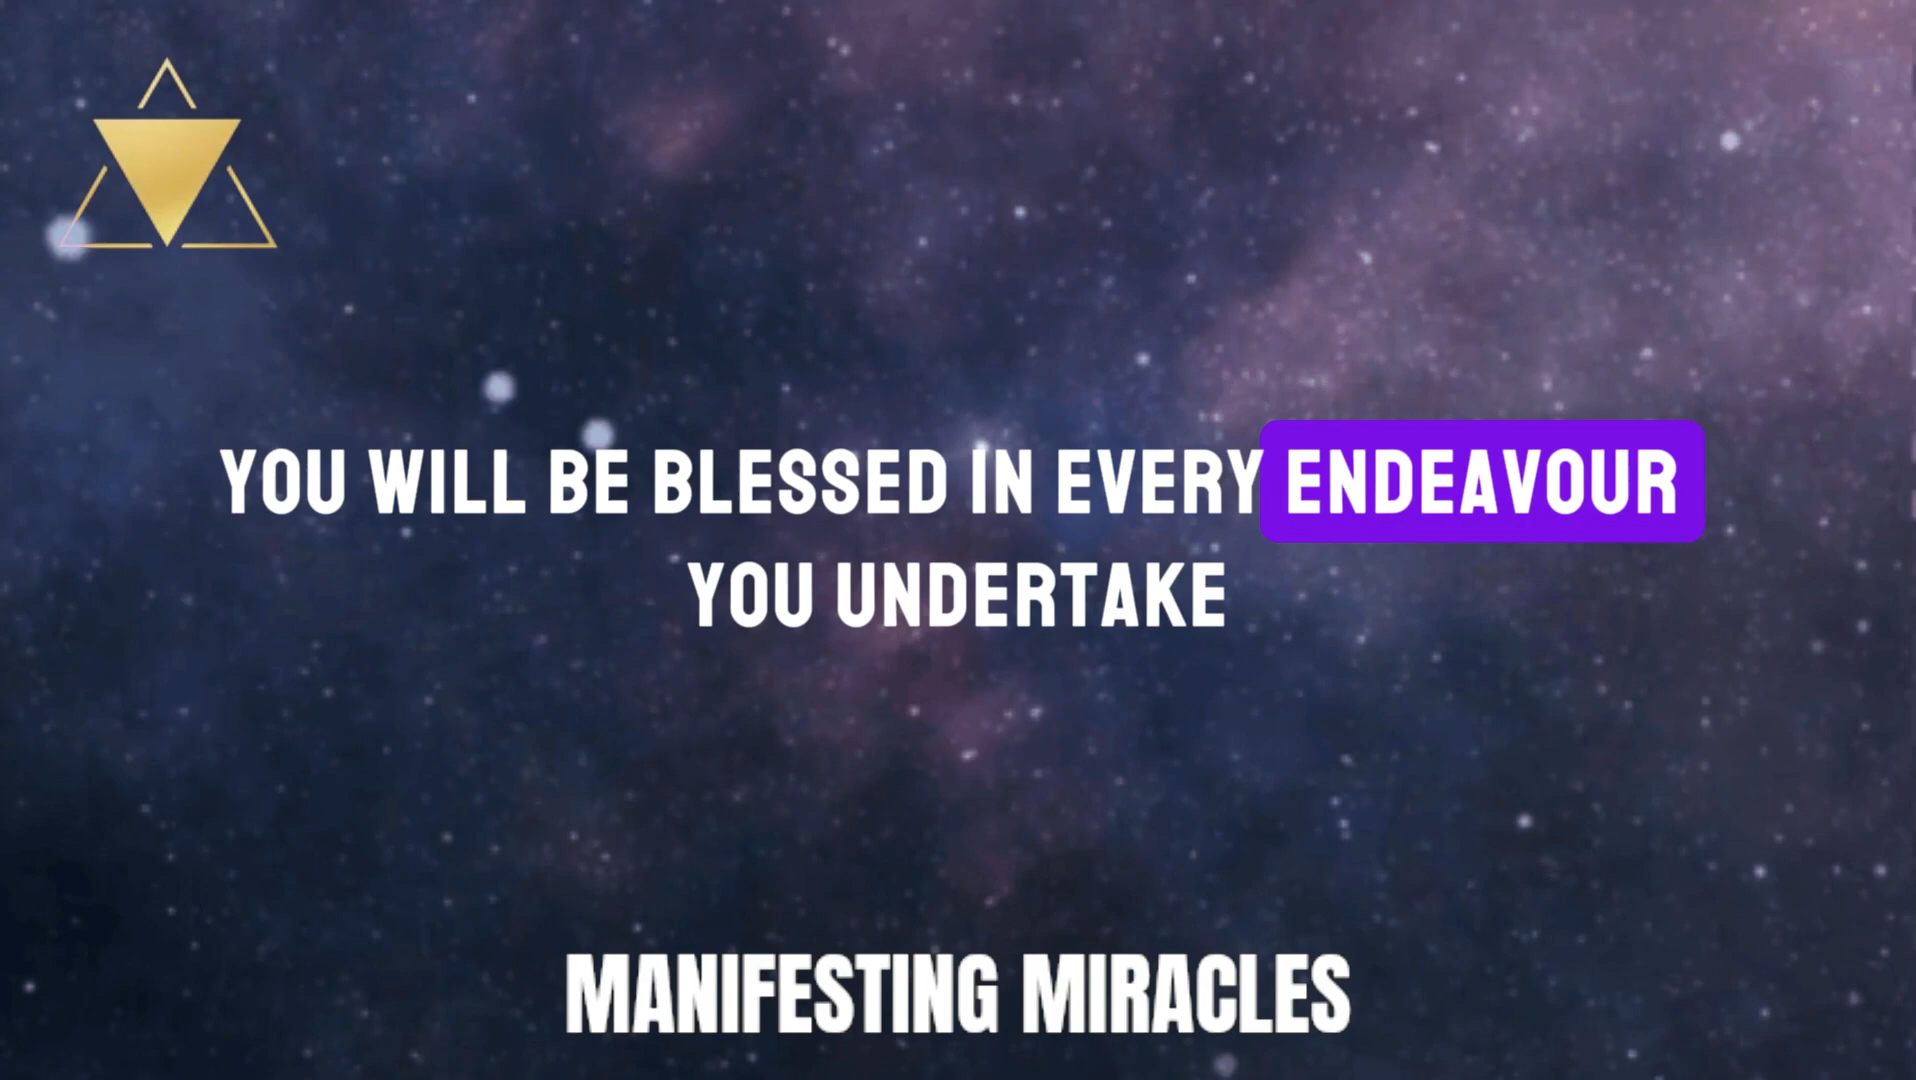 YOU WILL BE BLESSED IN EVERY ENDEAVOUR
YOU UNDERTAKE
MANIFESTING MIRACLES